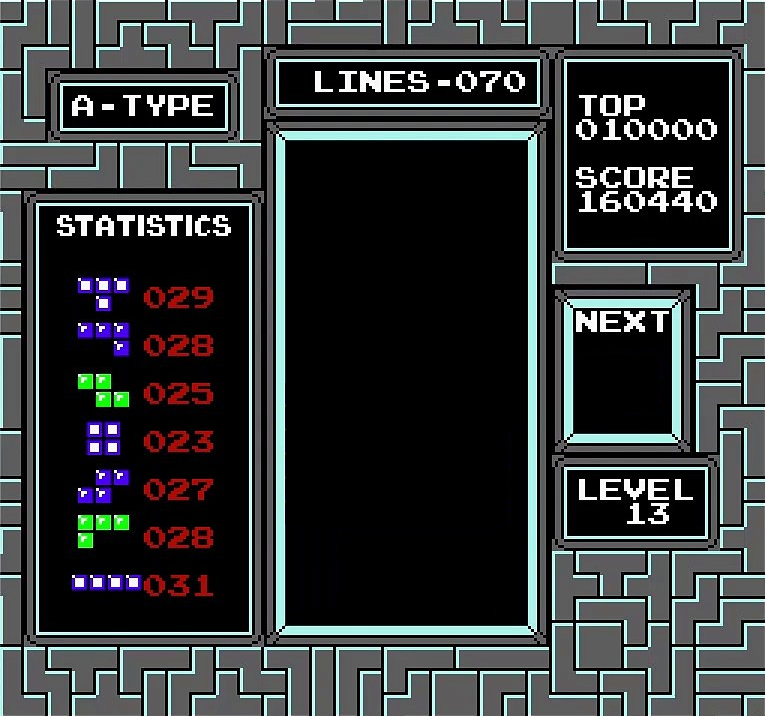 A-TYPE
LINES-070
TOP
010000
SCORE
160440
STATISTICS
029
028
025
023
027
028
031
NEXT
LEVEL
13